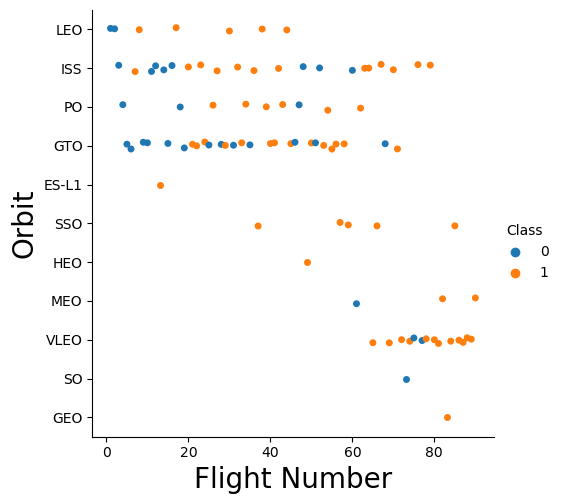 LEO
ISS
PO
GTO
ES-L1
SSO
HEO
MEO
VLEO
SO
GEO
Orbit
0 20 40 60 80
Flight Number
Class
0
1